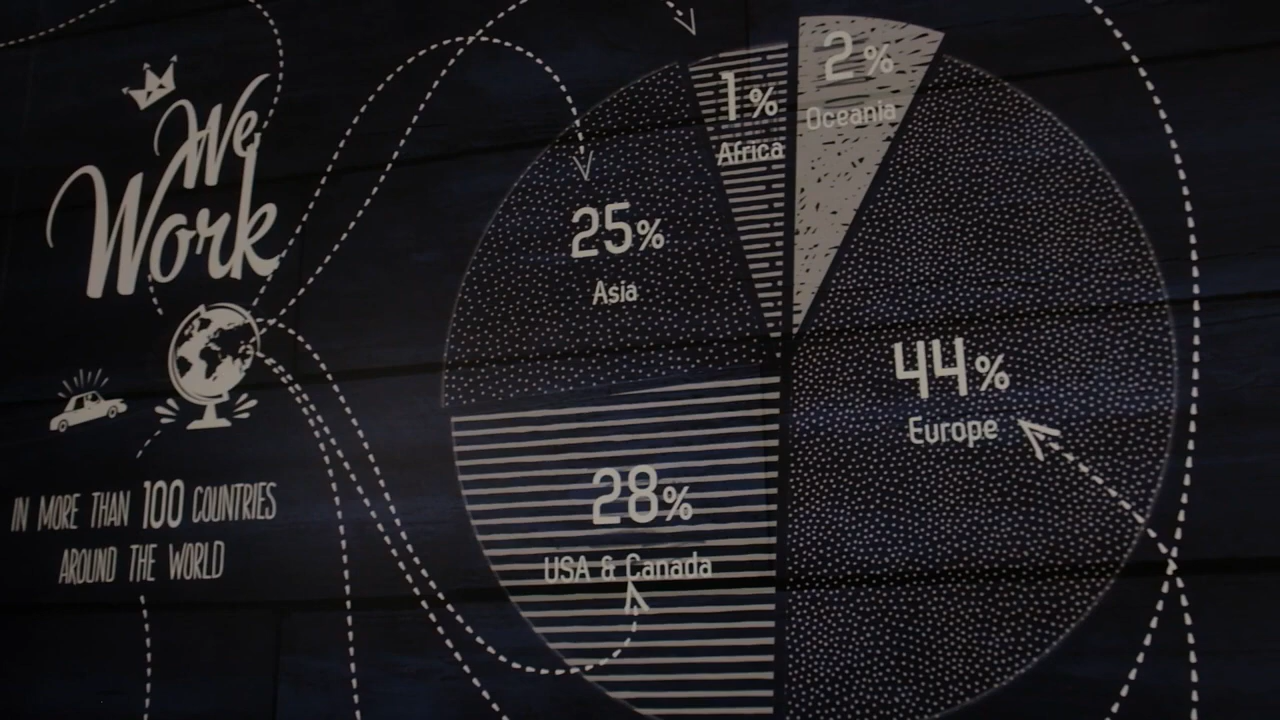 We
Work
IN MORE THAN 100 COUNTRIES
AROUND THE WORLD
1%
Africa
2%
Oceania
25%
Asia
44%
Europe
28%
USA & Canada